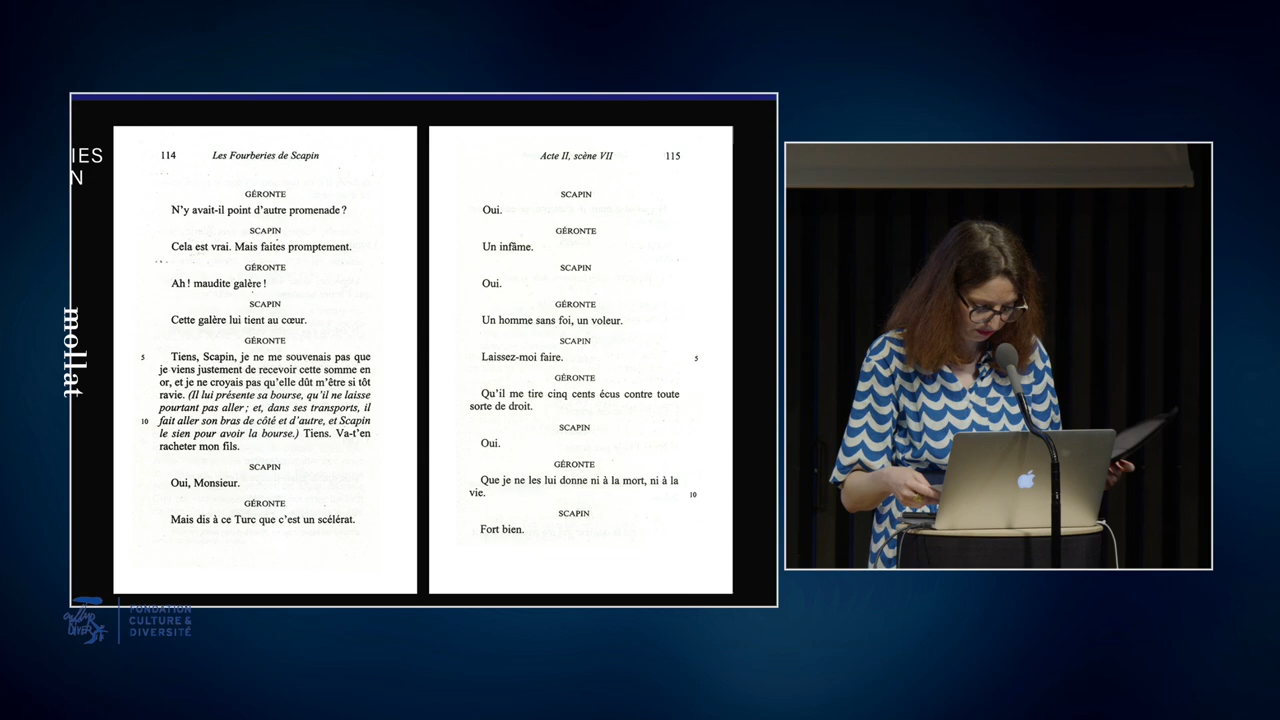 IES
N
mollat
114 Les Fourberies de Scapin
GÉRONTE
N'y avait-il point d'autre promenade ?
SCAPIN
Cela est vrai. Mais faites promptement.
GÉRONTE
Ah ! maudite galère !
SCAPIN
Cette galère lui tient au cœur.
GÉRONTE
5 Tiens, Scapin, je ne me souvenais pas que
je viens justement de recevoir cette somme en
or, et je ne croyais pas qu'elle dût m'être si tôt
ravie. (Il lui présente sa bourse, qu'il ne laisse
pourtant pas aller ; et, dans ses transports, il
10 fait aller son bras de côté et d'autre, et Scapin
le sien pour avoir la bourse.) Tiens. Va-t'en
racheter mon fils.
SCAPIN
Oui, Monsieur.
GÉRONTE
Mais dis à ce Turc que c'est un scélérat.
Acte II, scène VII 115
SCAPIN
Oui.
GÉRONTE
Un infâme.
SCAPIN
Oui.
GÉRONTE
Un homme sans foi, un voleur.
SCAPIN
Laissez-moi faire. 5
GÉRONTE
Qu'il me tire cinq cents écus contre toute
sorte de droit.
SCAPIN
Oui.
GÉRONTE
Que je ne les lui donne ni à la mort, ni à la
vie. 10
SCAPIN
Fort bien.
FONDATION
CULTURE &
DIVERSITÉ